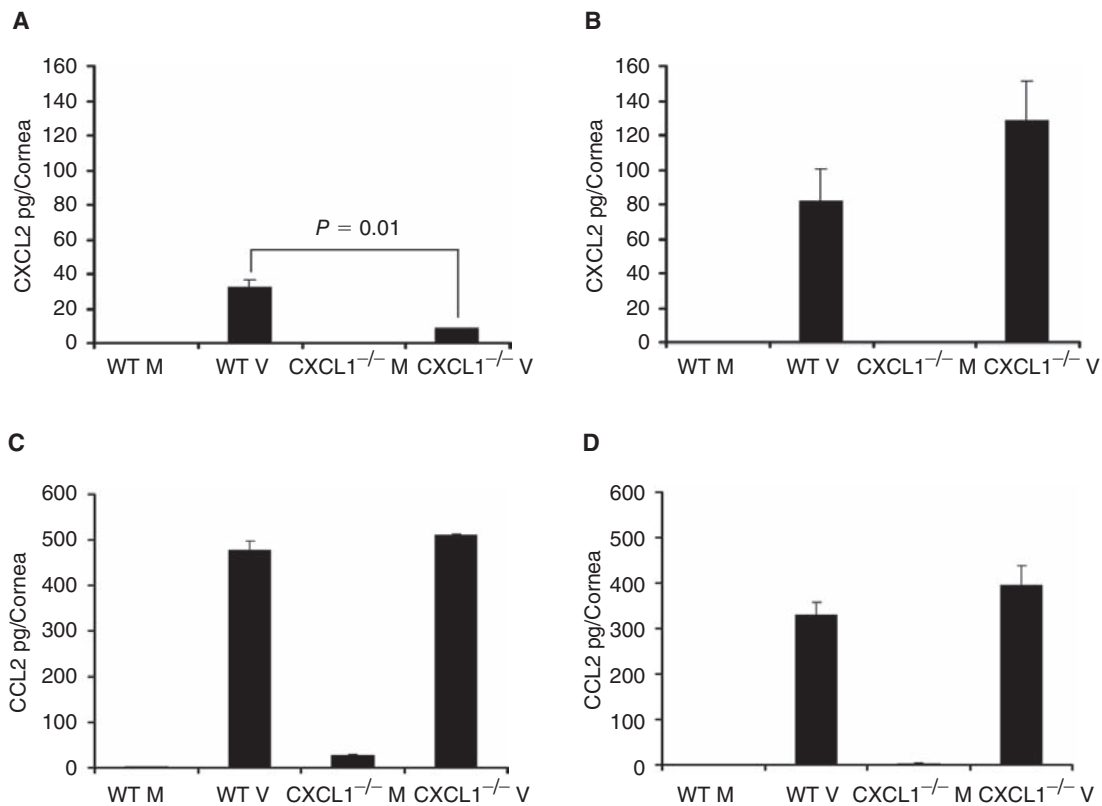 A
CXCL2 pg/Cornea
160
140
120
100
80
60
40
20
0
P = 0.01
WT M WT V CXCL1⁻/⁻ M CXCL1⁻/⁻ V
B
CXCL2 pg/Cornea
160
140
120
100
80
60
40
20
0
WT M WT V CXCL1⁻/⁻ M CXCL1⁻/⁻ V
C
CCL2 pg/Cornea
600
500
400
300
200
100
0
WT M WT V CXCL1⁻/⁻ M CXCL1⁻/⁻ V
D
CCL2 pg/Cornea
600
500
400
300
200
100
0
WT M WT V CXCL1⁻/⁻ M CXCL1⁻/⁻ V